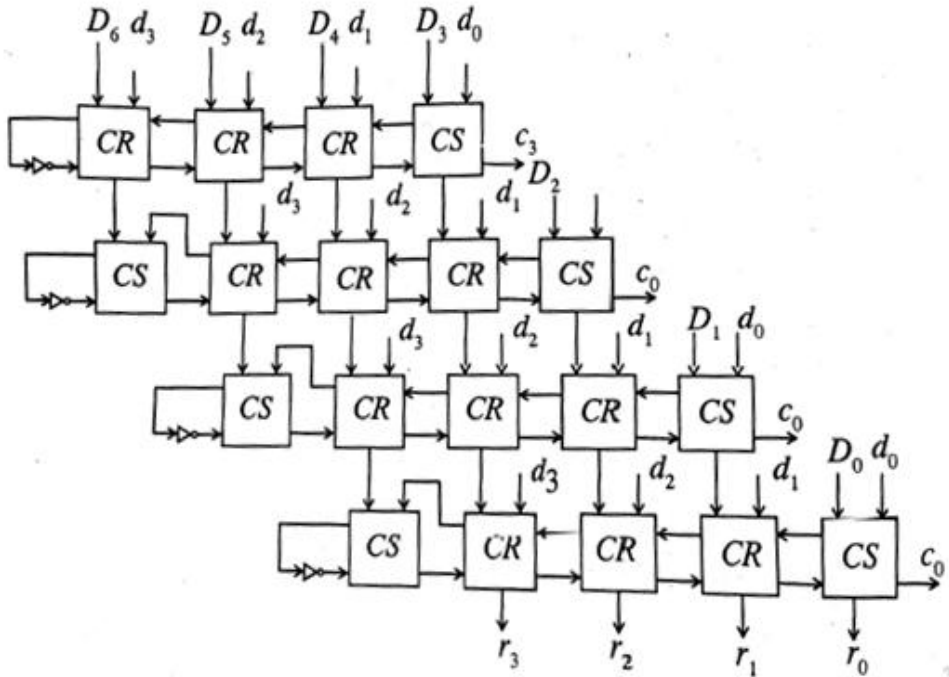 D₆ d₃ D₅ d₂ D₄ d₁ D₃ d₀
CR CR CR CS c₃
d₃ d₂ d₁ D₂
CS CR CR CR CS c₀
d₃ d₂ d₁ D₁ d₀
CS CR CR CR CS c₀
d3 d₂ d₁ D₀ d₀
CS CR CR CR CS c₀
r₃ r₂ r₁ r₀